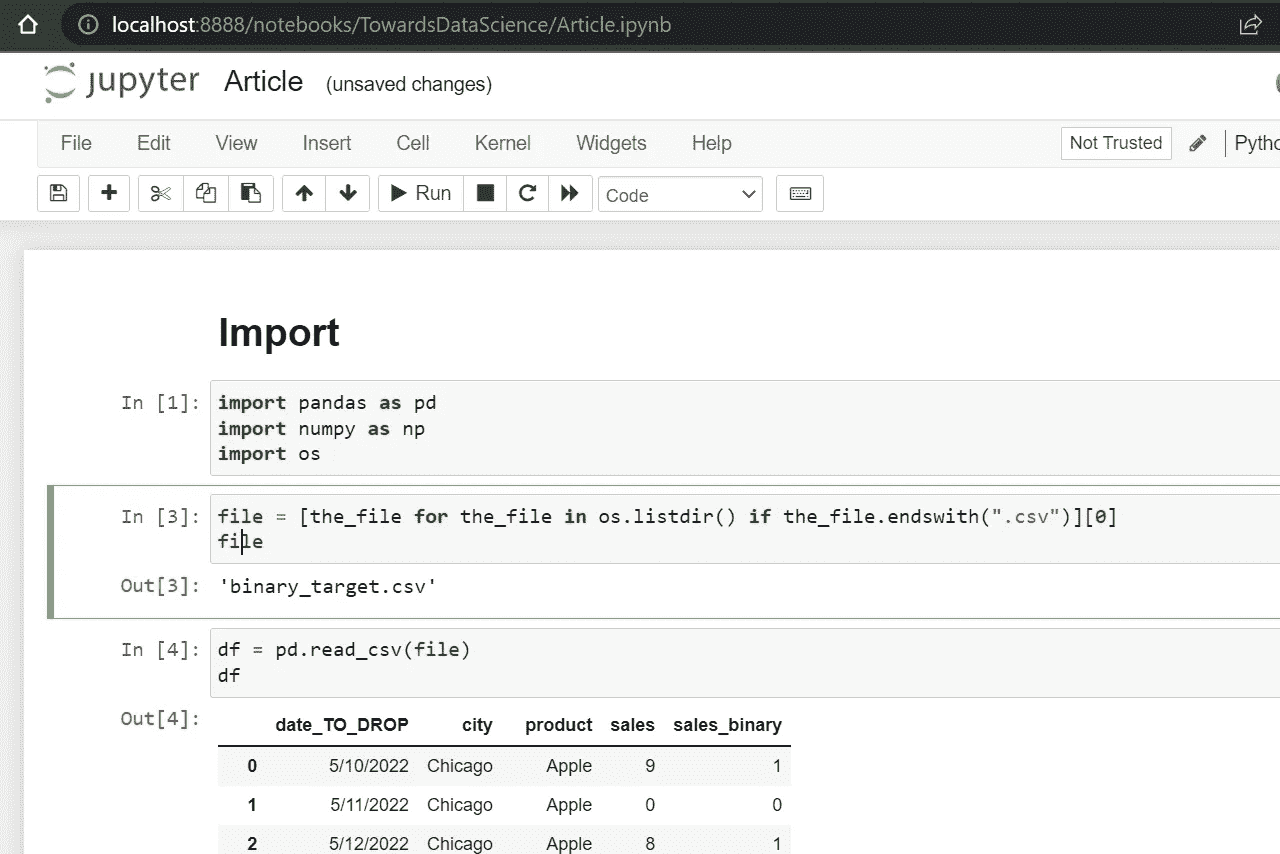 localhost:8888/notebooks/TowardsDataScience/Article.ipynb
jupyter Article (unsaved changes)
File Edit View Insert Cell Kernel Widgets Help Not Trusted
Run Code
Import
In [1]: import pandas as pd
import numpy as np
import os
In [3]: file = [the_file for the_file in os.listdir() if the_file.endswith(".csv")][0]
file
Out[3]: 'binary_target.csv'
In [4]: df = pd.read_csv(file)
df
Out[4]:
date_TO_DROP city product sales sales_binary
0 5/10/2022 Chicago Apple 9 1
1 5/11/2022 Chicago Apple 0 0
2 5/12/2022 Chicago Apple 8 1